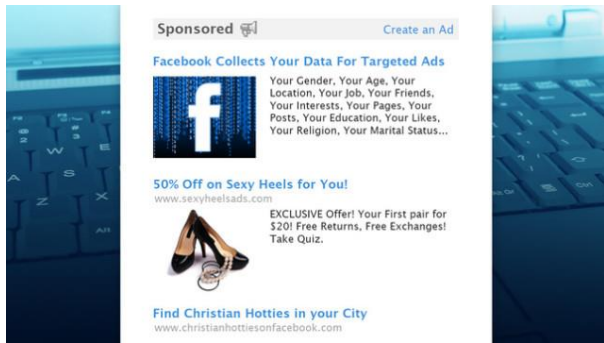 Sponsored
Create an Ad
Facebook Collects Your Data For Targeted Ads
Your Gender, Your Age, Your
Location, Your Job, Your Friends,
Your Interests, Your Pages, Your
Posts, Your Education, Your Likes,
Your Religion, Your Marital Status...
50% Off on Sexy Heels for You!
www.sexyheelsads.com
EXCLUSIVE Offer! Your First pair for
$20! Free Returns, Free Exchanges!
Take Quiz.
Find Christian Hotties in your City
www.christianhottiesonfacebook.com